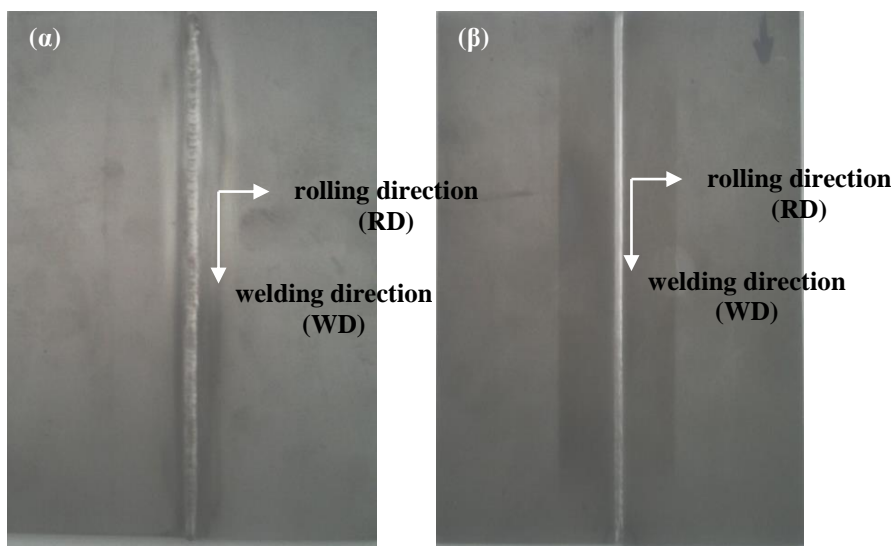 (α)
rolling direction
(RD)
welding direction
(WD)
(β)
rolling direction
(RD)
welding direction
(WD)